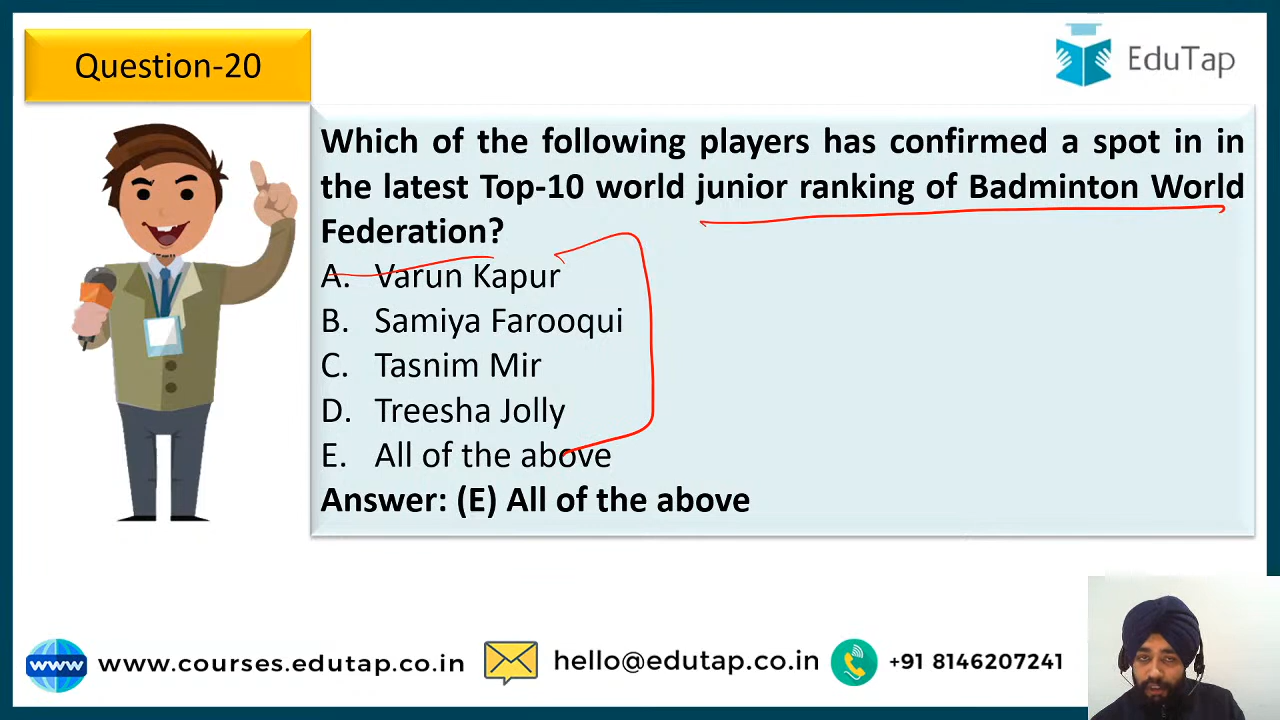 Question-20
EduTap
Which of the following players has confirmed a spot in in
the latest Top-10 world junior ranking of Badminton World
Federation?
A. Varun Kapur
B. Samiya Farooqui
C. Tasnim Mir
D. Treesha Jolly
E. All of the above
Answer: (E) All of the above
www www.courses.edutap.co.in
hello@edutap.co.in
+91 8146207241